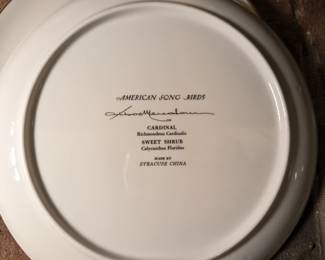 AMERICAN SONG BIRDS
CARDINAL
Richmondena Cardinalis
SWEET SHRUB
Calycanthus Floridus
MADE BY
SYRACUSE CHINA